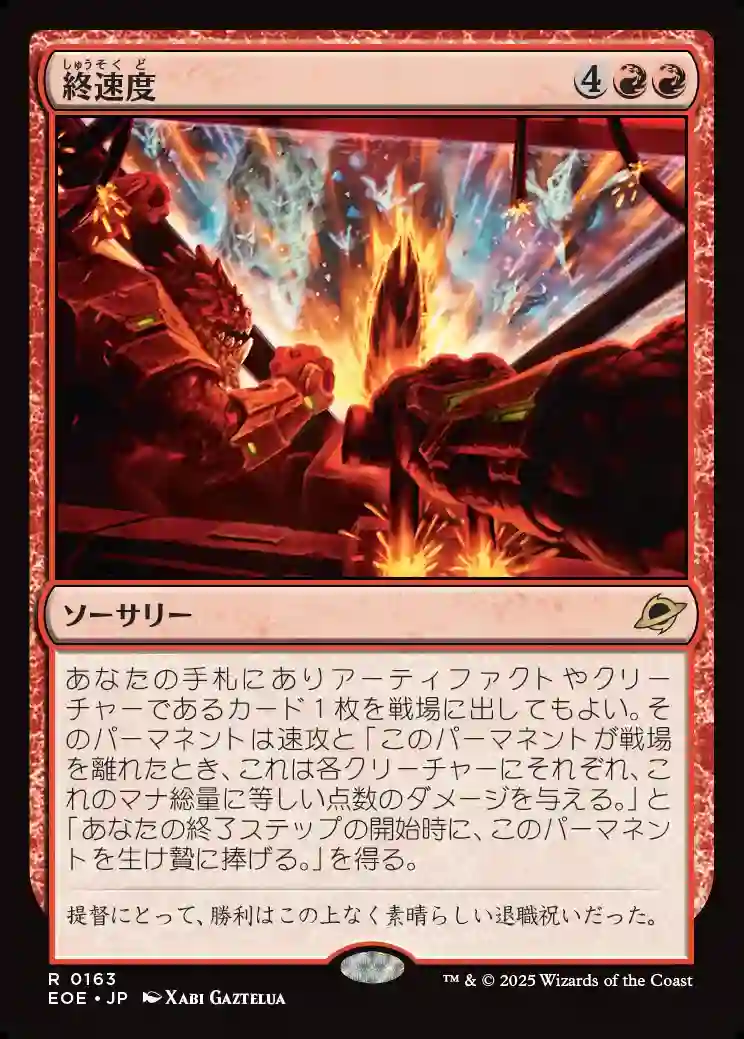 しゅうそくど
終速度
4
ソーサリー
あなたの手札にありアーティファクトやクリー
チャーであるカード1枚を戦場に出してもよい。そ
のパーマネントは速攻と「このパーマネントが戦場
を離れたとき、これは各クリーチャーにそれぞれ、こ
れのマナ総量に等しい点数のダメージを与える。」と
「あなたの終了ステップの開始時に、このパーマネン
トを生け贄に捧げる。」を得る。
提督にとって、勝利はこの上なく素晴らしい退職祝いだった。
R 0163
EOE • JP XABI GAZTELUA
™ & © 2025 Wizards of the Coast